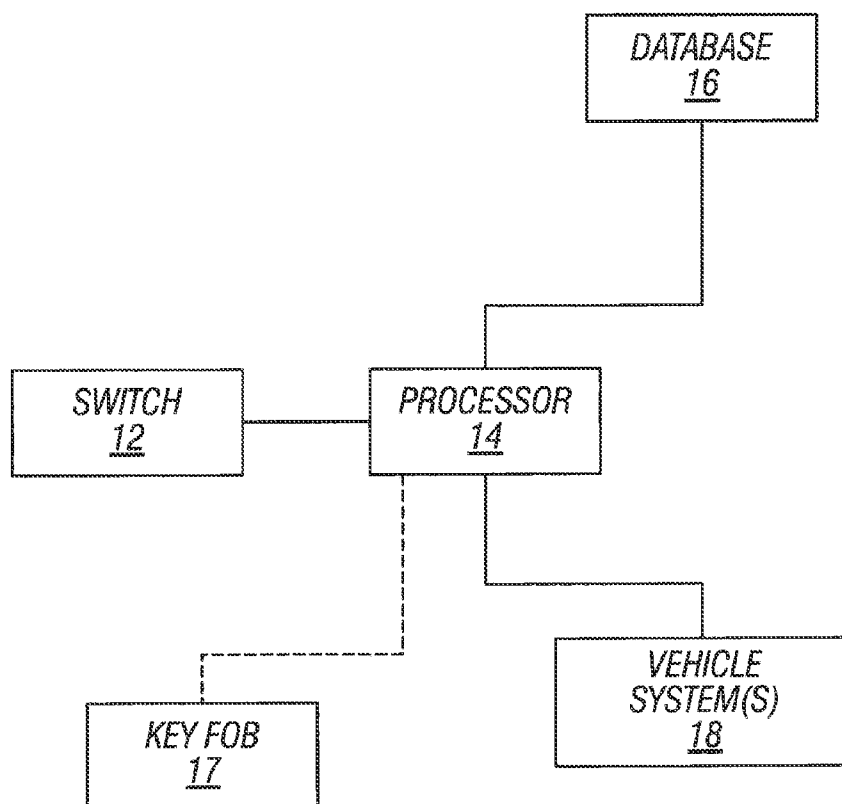 DATABASE
16
SWITCH
12
PROCESSOR
14
KEY FOB
17
VEHICLE
SYSTEM(S)
18